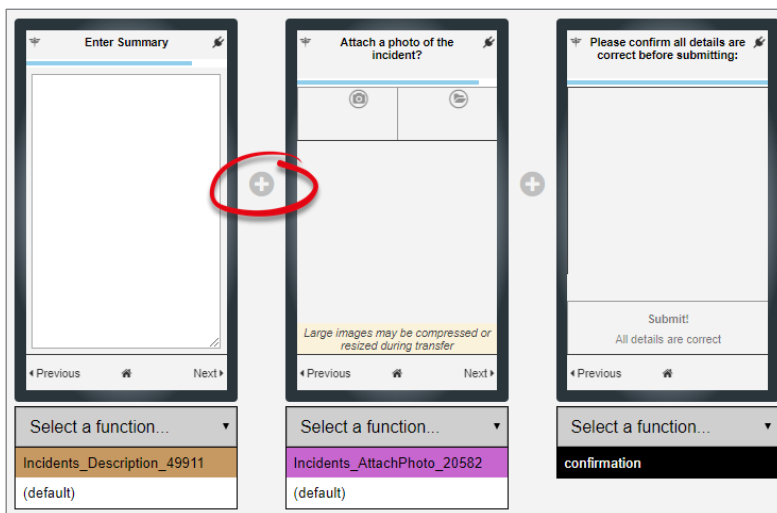 Enter Summary
Previous
Next
Select a function...
Incidents_Description_49911
(default)
Attach a photo of the
incident?
Large images may be compressed or
resized during transfer
Previous
Next
Select a function...
Incidents_AttachPhoto_20582
(default)
Please confirm all details are
correct before submitting:
Submit!
All details are correct
Previous
Select a function...
confirmation